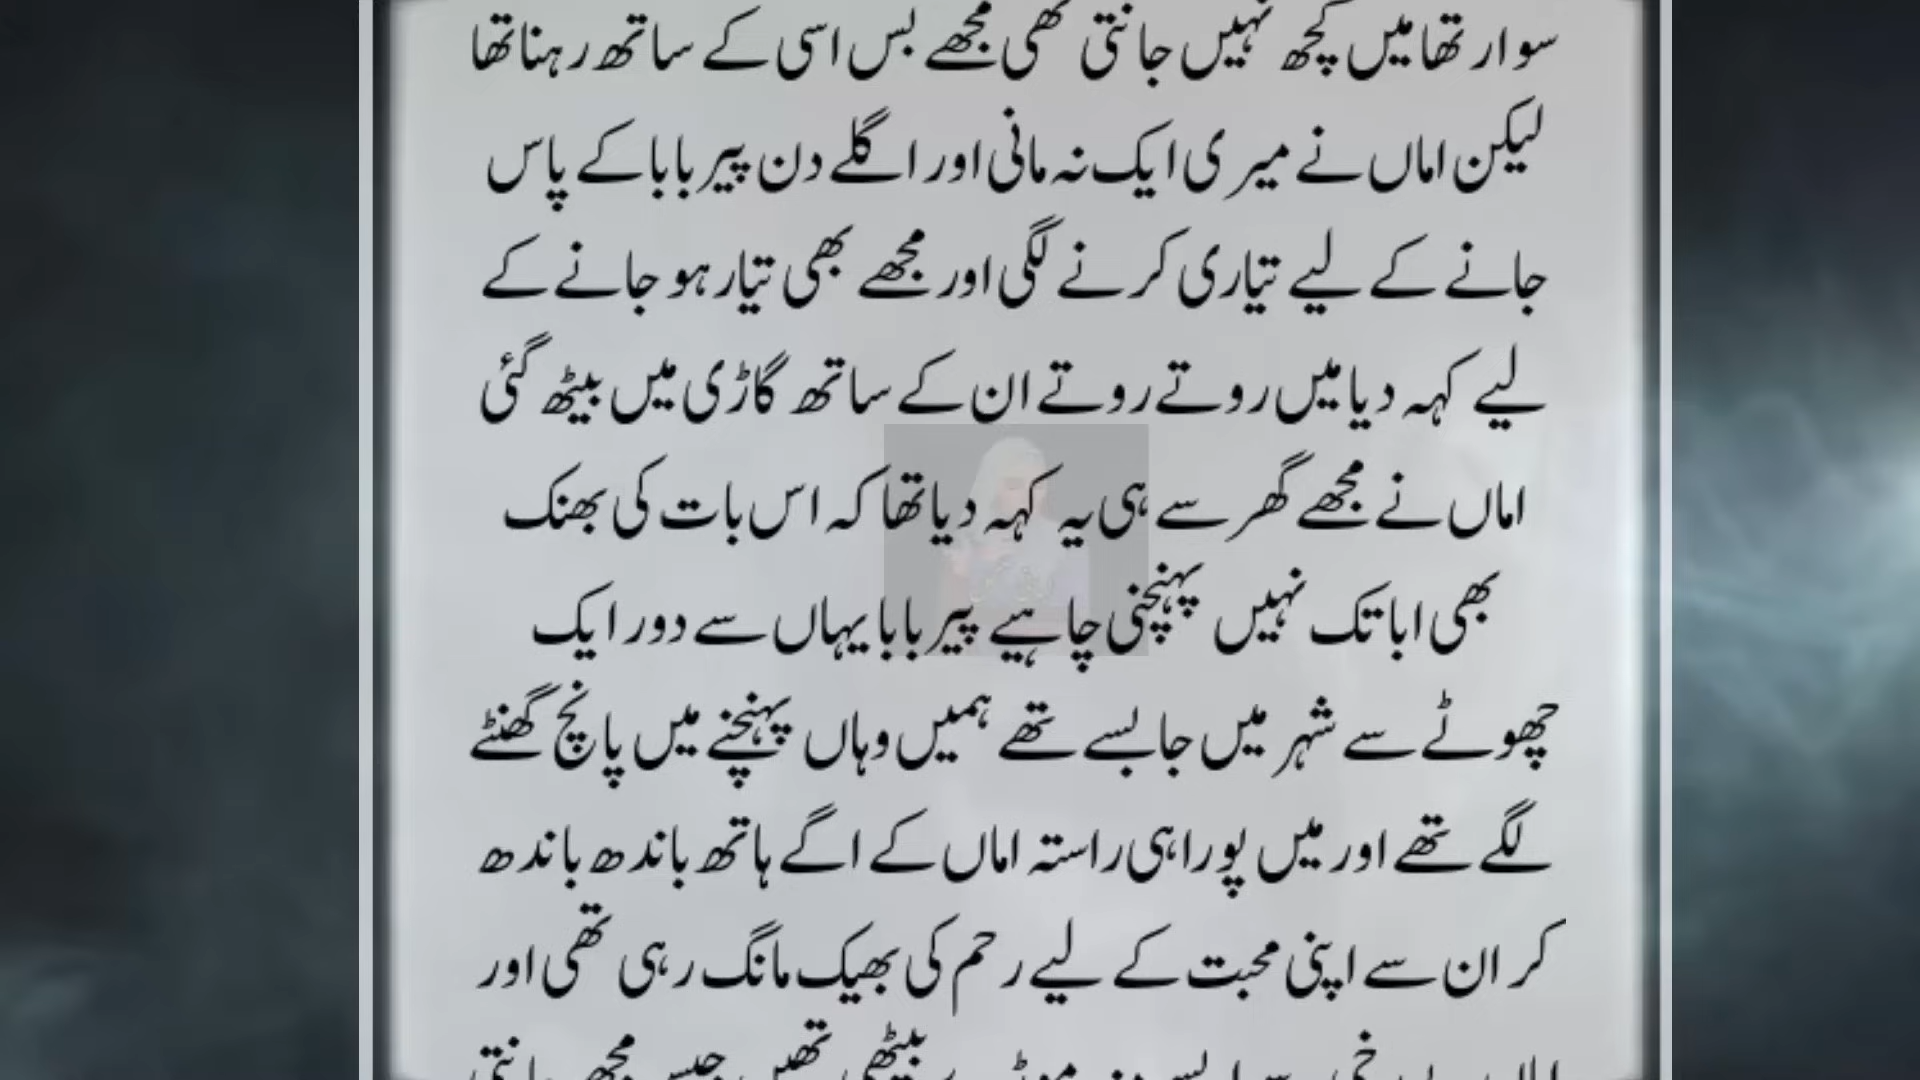 سوار تھا میں کچھ نہیں جانتی تھی مجھے بس اسی کے ساتھ رہنا تھا
لیکن اماں نے میری ایک نہ مانی اور اگلے دن پیر بابا کے پاس
جانے کے لیے تیاری کرنے لگی اور مجھے بھی تیار ہو جانے کے
لیے کہہ دیا میں روتے روتے ان کے ساتھ گاڑی میں بیٹھ گئی
اماں نے مجھے گھر سے ہی یہ کہہ دیا تھا کہ اس بات کی بھنک
بھی ابا تک نہیں پہنچنی چاہیے پیر بابا یہاں سے دور ایک
چھوٹے سے شہر میں جا بسے تھے ہمیں وہاں پہنچنے میں پانچ گھنٹے
لگے تھے اور میں پورا ہی راستہ اماں کے اگے ہاتھ باندھ باندھ
کر ان سے اپنی محبت کے لیے رحم کی بھیک مانگ رہی تھی اور